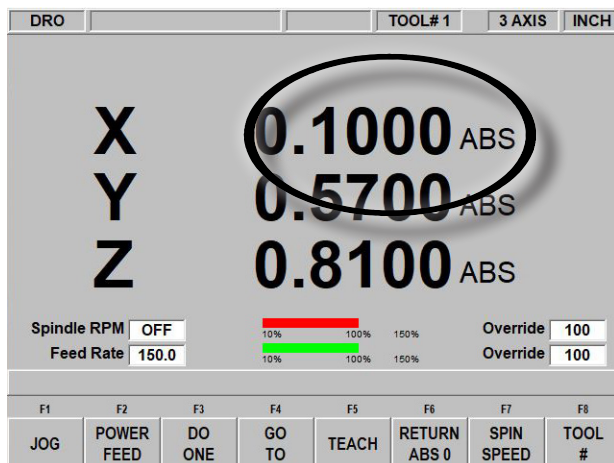 DRO TOOL# 1 3 AXIS INCH
X 0.1000 ABS
Y 0.5700 ABS
Z 0.8100 ABS
Spindle RPM OFF 10% 100% 150% Override 100
Feed Rate 150.0 10% 100% 150% Override 100
F1 F2 F3 F4 F5 F6 F7 F8
JOG POWER FEED DO ONE GO TO TEACH RETURN ABS 0 SPIN SPEED TOOL #